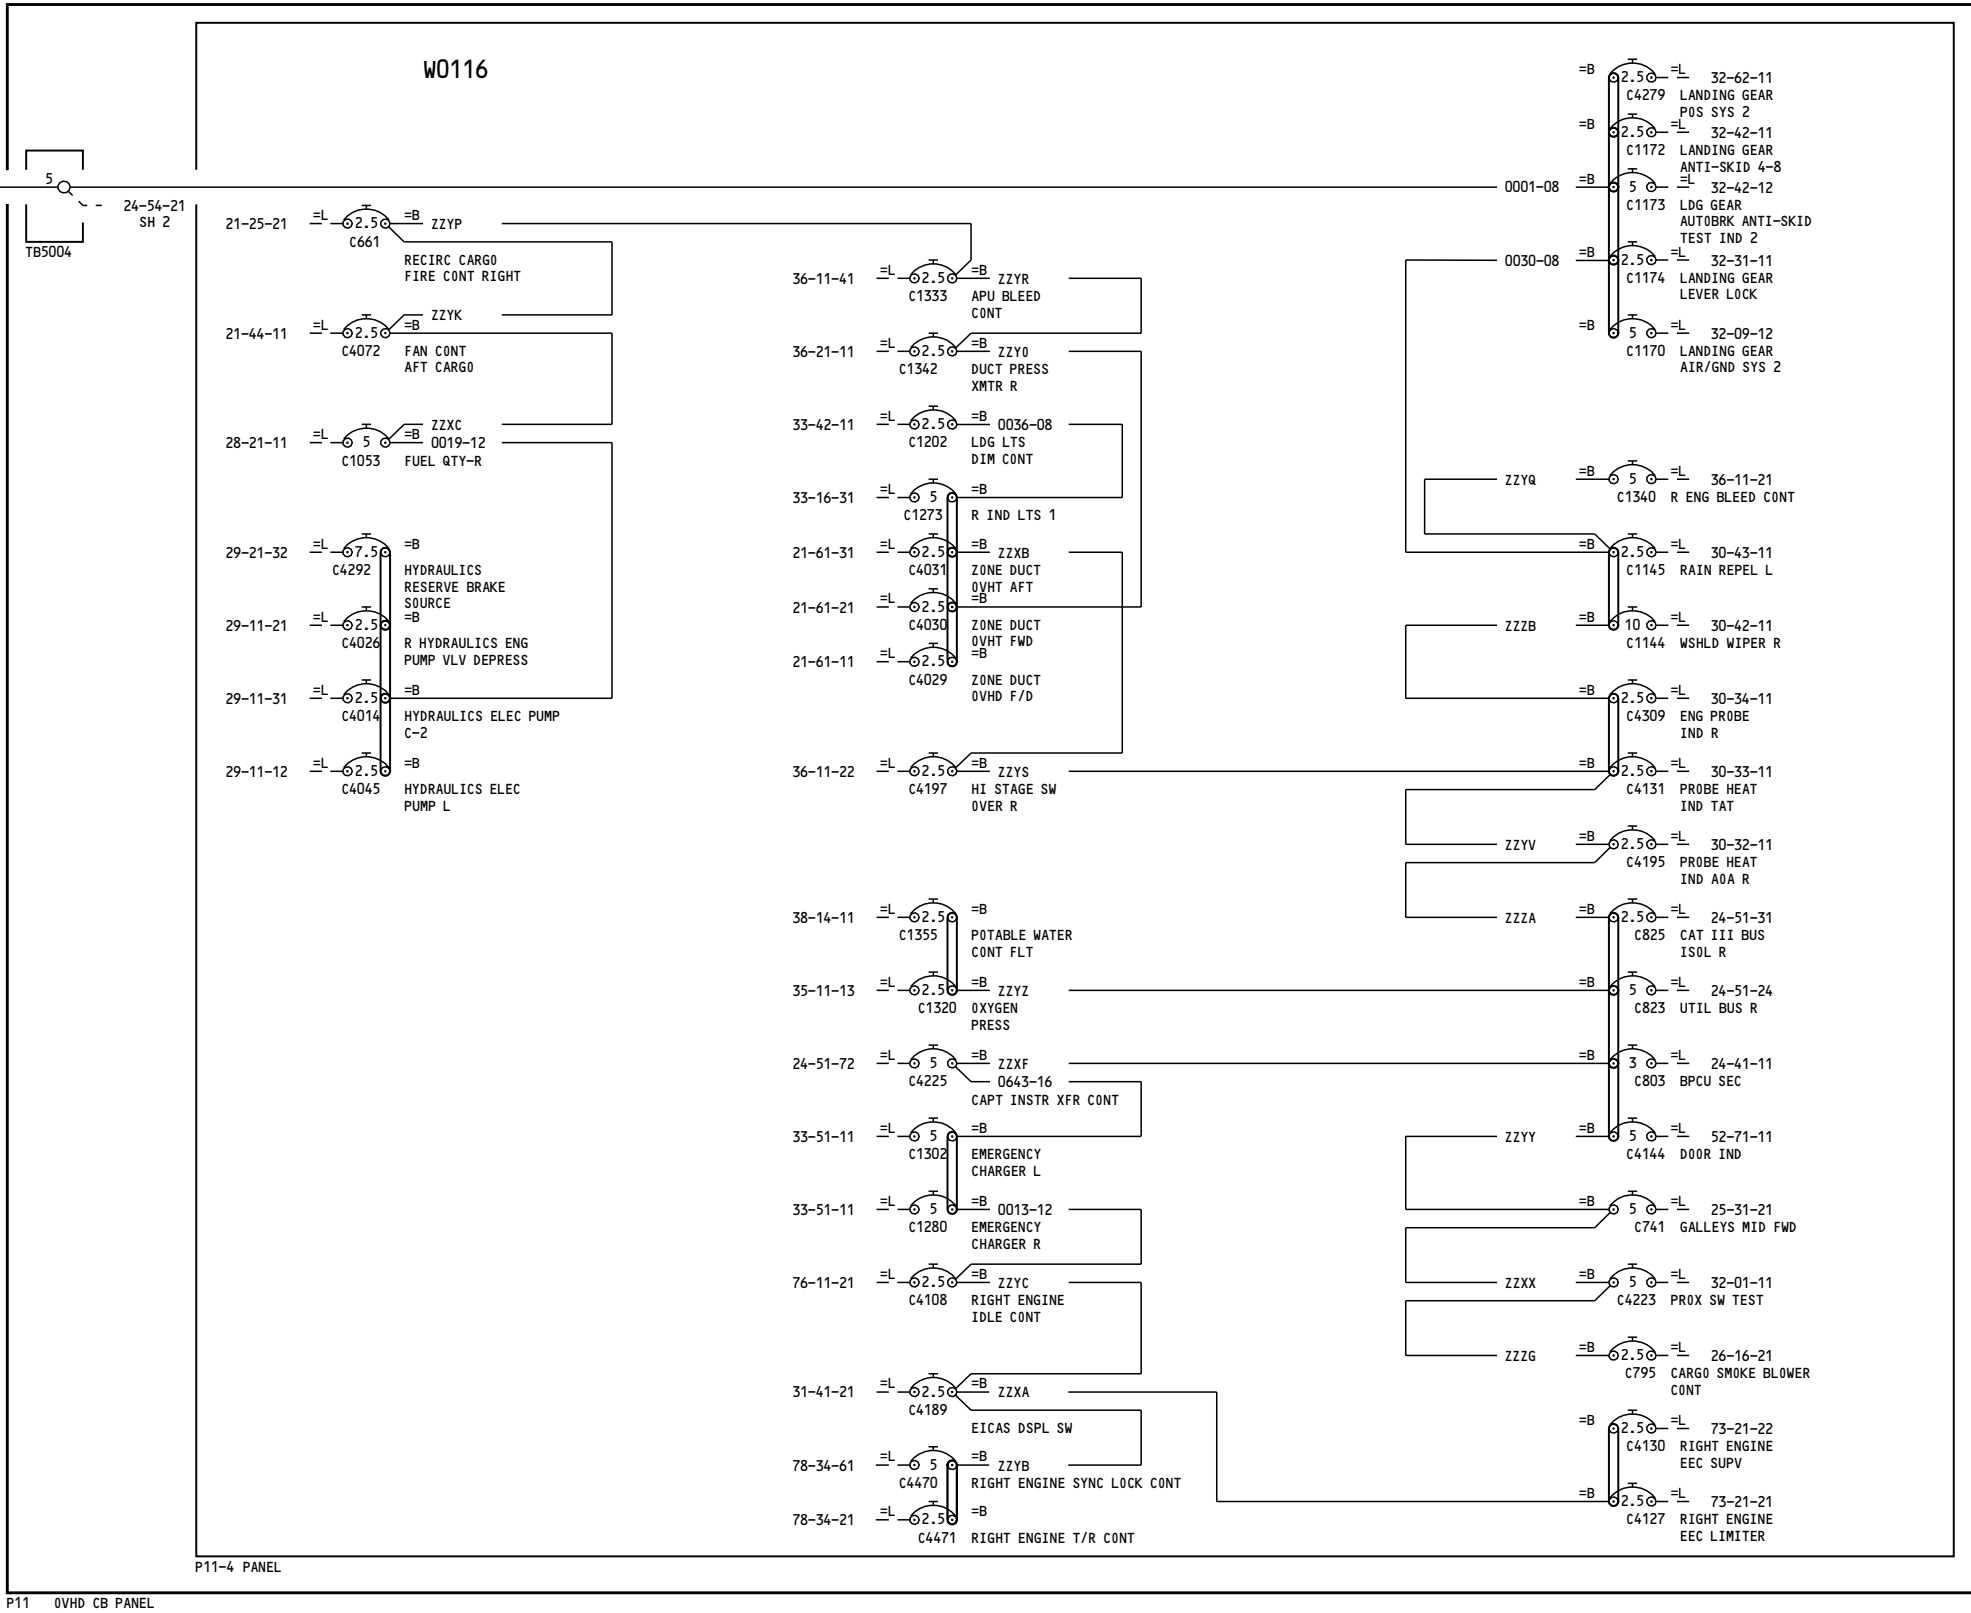 W0116
5
24-54-21
SH 2
TB5004
21-25-21 =L 2.5 =B ZZYP
C661
RECIRC CARGO
FIRE CONT RIGHT
ZZYK
21-44-11 =L 2.5 =B
C4072 FAN CONT
AFT CARGO
ZZXC
28-21-11 =L 5 =B 0019-12
C1053 FUEL QTY-R
29-21-32 =L 7.5 =B
C4292 HYDRAULICS
RESERVE BRAKE
SOURCE
29-11-21 =L 2.5 =B
C4026 R HYDRAULICS ENG
PUMP VLV DEPRESS
29-11-31 =L 2.5 =B
C4014 HYDRAULICS ELEC PUMP
C-2
29-11-12 =L 2.5 =B
C4045 HYDRAULICS ELEC
PUMP L
36-11-41 =L 2.5 =B ZZYR
C1333 APU BLEED
CONT
36-21-11 =L 2.5 =B ZZYO
C1342 DUCT PRESS
XMTR R
33-42-11 =L 2.5 =B 0036-08
C1202 LDG LTS
DIM CONT
33-16-31 =L 5 =B
C1273 R IND LTS 1
21-61-31 =L 2.5 =B ZZXB
C4031 ZONE DUCT
OVHT AFT
21-61-21 =L 2.5 =B
C4030 ZONE DUCT
OVHT FWD
21-61-11 =L 2.5 =B
C4029 ZONE DUCT
OVHD F/D
36-11-22 =L 2.5 =B ZZYS
C4197 HI STAGE SW
OVER R
38-14-11 =L 2.5 =B
C1355 POTABLE WATER
CONT FLT
35-11-13 =L 2.5 =B ZZYZ
C1320 OXYGEN
PRESS
24-51-72 =L 5 =B ZZXF
C4225 0643-16
CAPT INSTR XFR CONT
33-51-11 =L 5 =B
C1302 EMERGENCY
CHARGER L
33-51-11 =L 5 =B 0013-12
C1280 EMERGENCY
CHARGER R
76-11-21 =L 2.5 =B ZZYC
C4108 RIGHT ENGINE
IDLE CONT
31-41-21 =L 2.5 =B ZZXA
C4189
EICAS DSPL SW
78-34-61 =L 5 =B ZZYB
C4470 RIGHT ENGINE SYNC LOCK CONT
78-34-21 =L 2.5 =B
C4471 RIGHT ENGINE T/R CONT
=B 2.5 =L 32-62-11
C4279 LANDING GEAR
POS SYS 2
=B 2.5 =L 32-42-11
C1172 LANDING GEAR
ANTI-SKID 4-8
0001-08 =B 5 =L 32-42-12
C1173 LDG GEAR
AUTOBRK ANTI-SKID
TEST IND 2
0030-08 =B 2.5 =L 32-31-11
C1174 LANDING GEAR
LEVER LOCK
=B 5 =L 32-09-12
C1170 LANDING GEAR
AIR/GND SYS 2
ZZYQ =B 5 =L 36-11-21
C1340 R ENG BLEED CONT
=B 2.5 =L 30-43-11
C1145 RAIN REPEL L
ZZZB =B 10 =L 30-42-11
C1144 WSHLD WIPER R
=B 2.5 =L 30-34-11
C4309 ENG PROBE
IND R
=B 2.5 =L 30-33-11
C4131 PROBE HEAT
IND TAT
ZZYV =B 2.5 =L 30-32-11
C4195 PROBE HEAT
IND AOA R
ZZZA =B 2.5 =L 24-51-31
C825 CAT III BUS
ISOL R
=B 5 =L 24-51-24
C823 UTIL BUS R
=B 3 =L 24-41-11
C803 BPCU SEC
ZZYY =B 5 =L 52-71-11
C4144 DOOR IND
=B 5 =L 25-31-21
C741 GALLEYS MID FWD
ZZXX =B 5 =L 32-01-11
C4223 PROX SW TEST
ZZZG =B 2.5 =L 26-16-21
C795 CARGO SMOKE BLOWER
CONT
=B 2.5 =L 73-21-22
C4130 RIGHT ENGINE
EEC SUPV
=B 2.5 =L 73-21-21
C4127 RIGHT ENGINE
EEC LIMITER
P11-4 PANEL
P11 OVHD CB PANEL